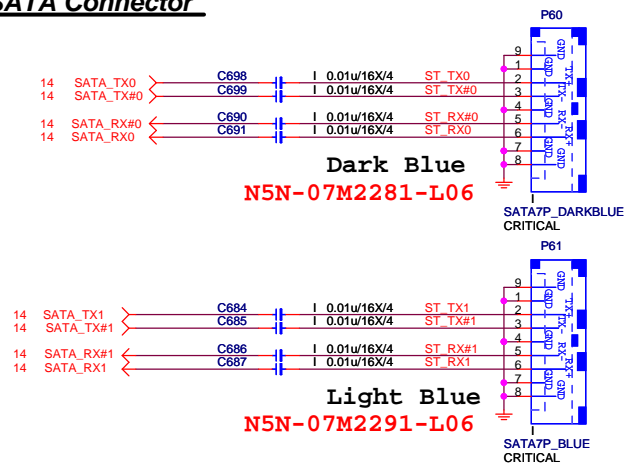 SATA Connector
P60
9
GND
1
GND
14 SATA_TX0 C698 I 0.01u/16X/4 ST_TX0 2 TX+
14 SATA_TX#0 C699 I 0.01u/16X/4 ST_TX#0 3 TX-
4 GND
14 SATA_RX#0 C690 I 0.01u/16X/4 ST_RX#0 5 RX-
14 SATA_RX0 C691 I 0.01u/16X/4 ST_RX0 6 RX+
7 GND
8 GND
Dark Blue
N5N-07M2281-L06
I
SATA7P_DARKBLUE
CRITICAL
P61
9
GND
1
GND
14 SATA_TX1 C684 I 0.01u/16X/4 ST_TX1 2 TX+
14 SATA_TX#1 C685 I 0.01u/16X/4 ST_TX#1 3 TX-
4 GND
14 SATA_RX#1 C686 I 0.01u/16X/4 ST_RX#1 5 RX-
14 SATA_RX1 C687 I 0.01u/16X/4 ST_RX1 6 RX+
7 GND
8 GND
Light Blue
N5N-07M2291-L06
I
SATA7P_BLUE
CRITICAL